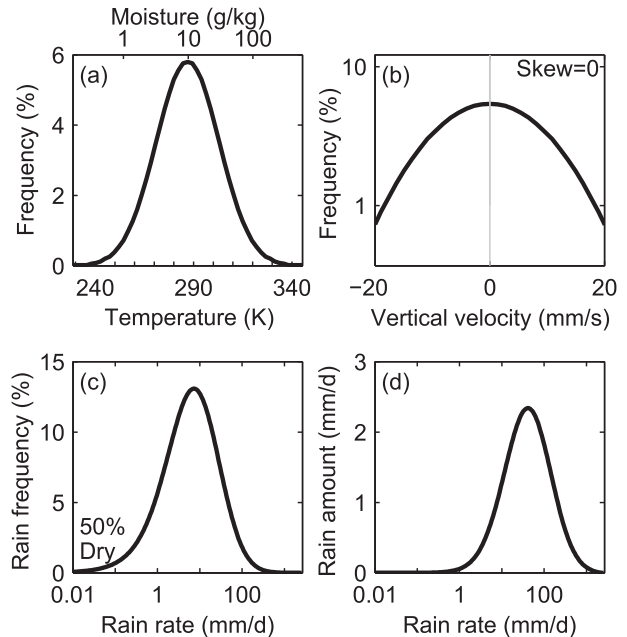 Moisture (g/kg)
1 10 100
6
4
2
0
(a)
Frequency (%)
240 290 340
Temperature (K)
10
1
(b)
Skew=0
Frequency (%)
−20 0 20
Vertical velocity (mm/s)
15
10
5
0
(c)
50%
Dry
Rain frequency (%)
0.01 1 100
Rain rate (mm/d)
3
2
1
0
(d)
Rain amount (mm/d)
0.01 1 100
Rain rate (mm/d)